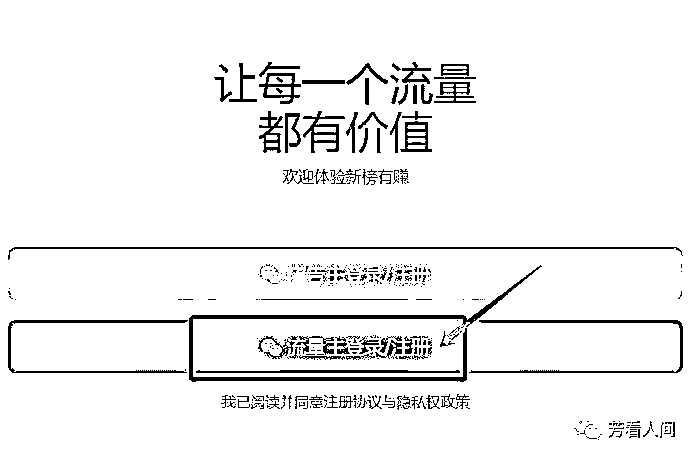 让每一个流量
都有价值
欢迎体验新榜有赚
广告主登录/注册
流量主登录/注册
我已阅读并同意注册协议与隐私权政策
芳看人间